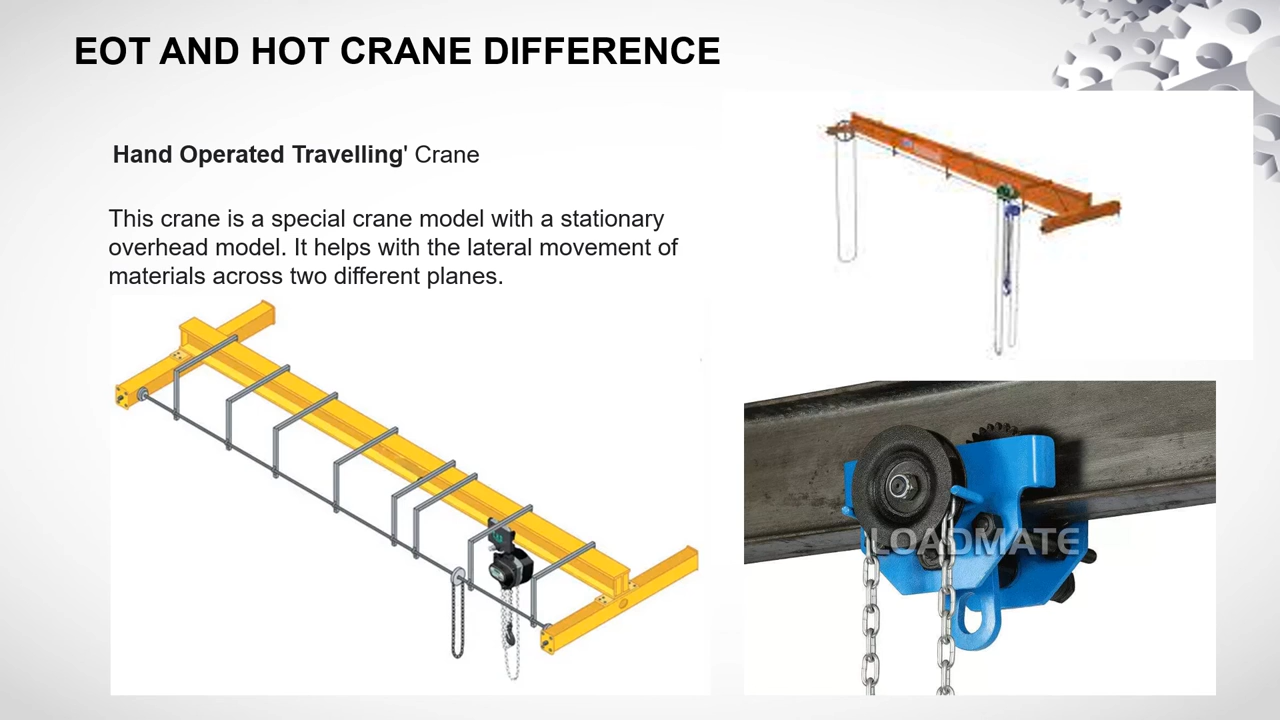 EOT AND HOT CRANE DIFFERENCE
Hand Operated Travelling' Crane
This crane is a special crane model with a stationary
overhead model. It helps with the lateral movement of
materials across two different planes.
LOADMATE